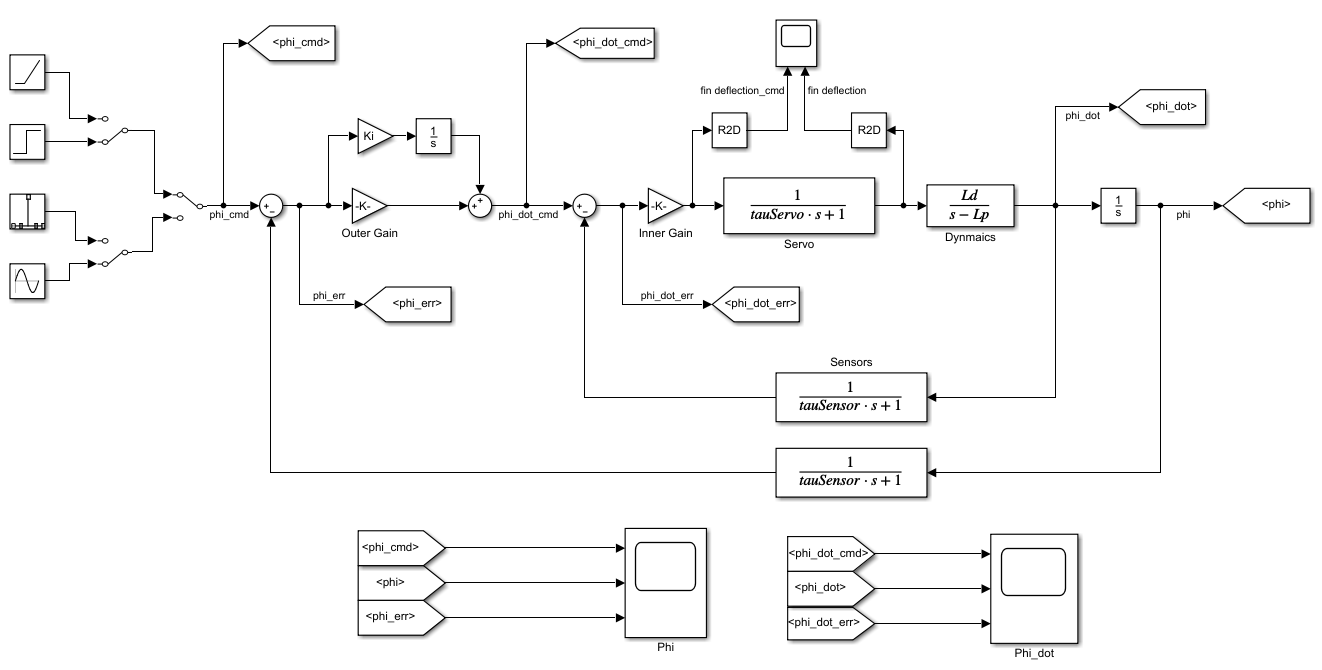 <phi_cmd>
<phi_dot_cmd>
fin deflection_cmd
fin deflection
<phi_dot>
phi_dot
R2D
R2D
Ki
1
s
phi_cmd
+
−
-K-
Outer Gain
+
+
phi_dot_cmd
+
−
-K-
Inner Gain
1
tauServo · s + 1
Servo
Ld
s − Lp
Dynmaics
1
s
phi
<phi>
phi_err
<phi_err>
phi_dot_err
<phi_dot_err>
Sensors
1
tauSensor · s + 1
1
tauSensor · s + 1
<phi_cmd>
<phi>
<phi_err>
Phi
<phi_dot_cmd>
<phi_dot>
<phi_dot_err>
Phi_dot